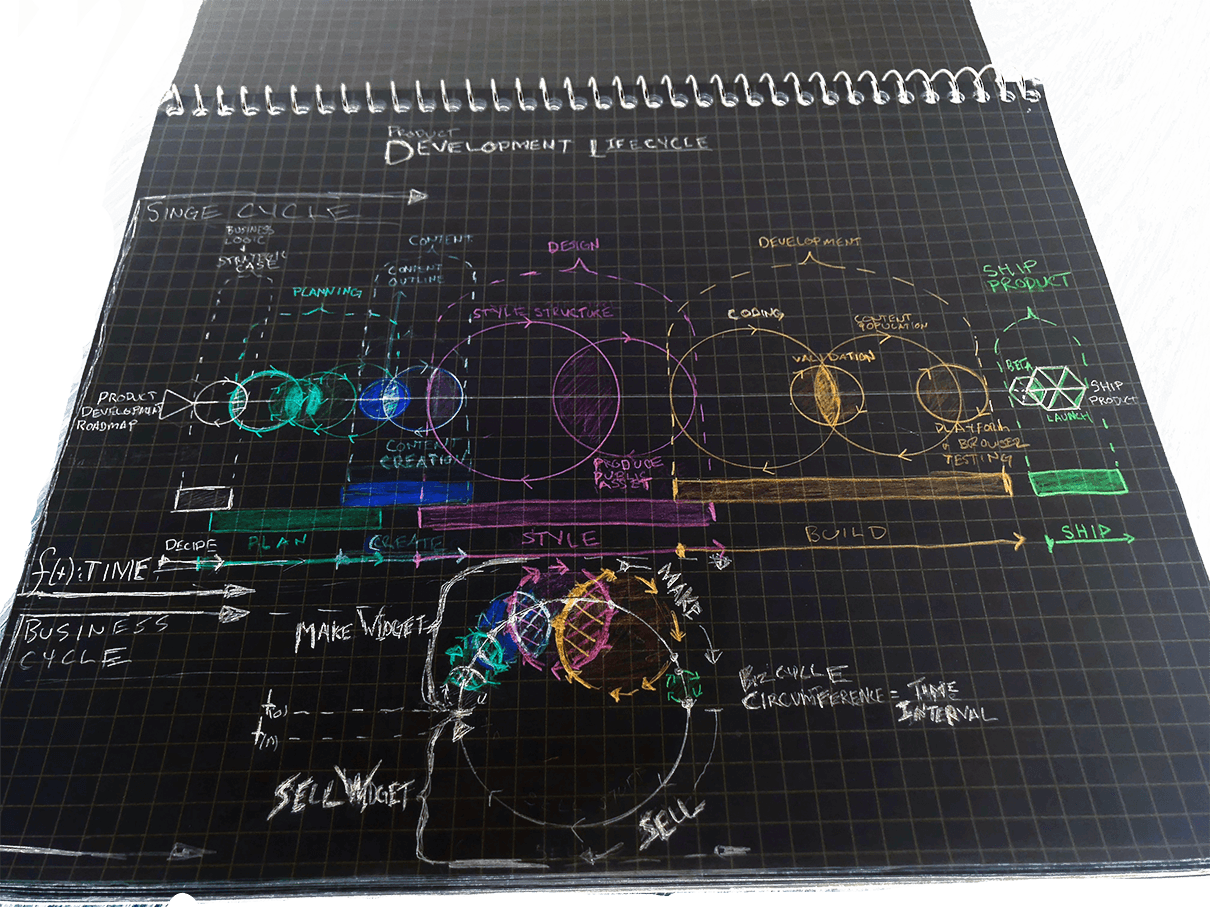 PRODUCT
DEVELOPMENT LIFECYCLE
SINGE CYCLE
BUSINESS
LOGIC
+
STRATEGIC
CASE
PLANNING
CONTENT
CONTENT
OUTLINE
DESIGN
STYLE STRUCTURE
DEVELOPMENT
CODING
CONTENT
POPULATION
VALIDATION
SHIP
PRODUCT
BETA
PRODUCT
DEVELOPMENT
ROADMAP
SHIP
PRODUCT
LAUNCH
CONTENT
CREATION
PRODUCE
PUBLIC
ASSET
PLATFORM
& BROWSER
TESTING
DECIDE
PLAN
CREATE
STYLE
BUILD
SHIP
f(t):TIME
BUSINESS
CYCLE
MAKE WIDGET
MAKE
BIZ CYCLE
CIRCUMFERENCE = TIME
INTERVAL
t(0)
t(n)
SELL WIDGET
SELL